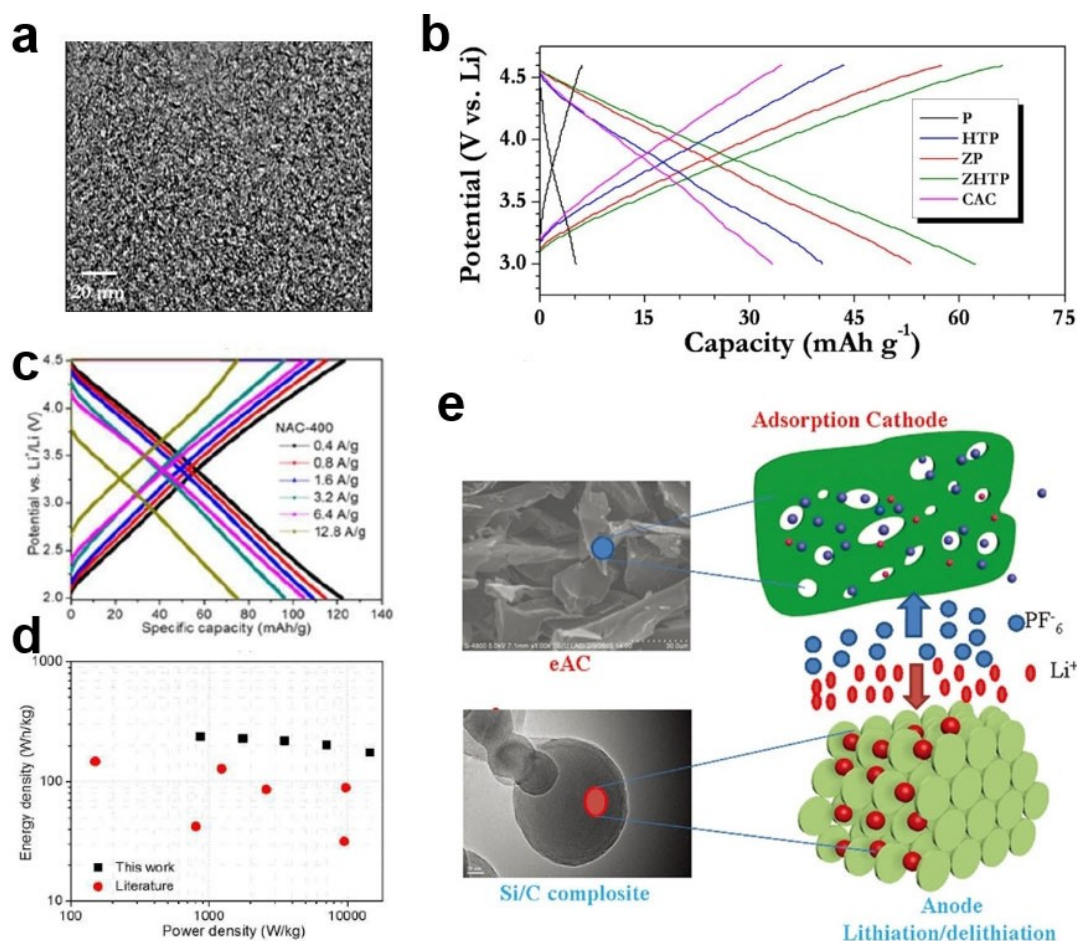 a
20 nm
b
Potential (V vs. Li)
4.5
4.0
3.5
3.0
P
HTP
ZP
ZHTP
CAC
0 15 30 45 60 75
Capacity (mAh g-1)
c
Potential vs. Li+/Li (V)
4.5
4.0
3.5
3.0
2.5
2.0
NAC-400
0.4 A/g
0.8 A/g
1.6 A/g
3.2 A/g
6.4 A/g
12.8 A/g
0 20 40 60 80 100 120 140
Specific capacity (mAh/g)
d
Energy density (Wh/kg)
1000
100
10
This work
Literature
100 1000 10000
Power density (W/kg)
e
Adsorption Cathode
eAC
PF-6
Li+
Si/C complosite
Anode
Lithiation/delithiation